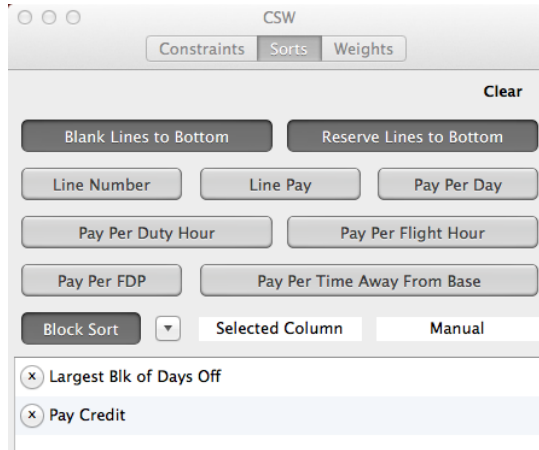 CSW
Constraints Sorts Weights
Clear
Blank Lines to Bottom Reserve Lines to Bottom
Line Number Line Pay Pay Per Day
Pay Per Duty Hour Pay Per Flight Hour
Pay Per FDP Pay Per Time Away From Base
Block Sort Selected Column Manual
x Largest Blk of Days Off
x Pay Credit